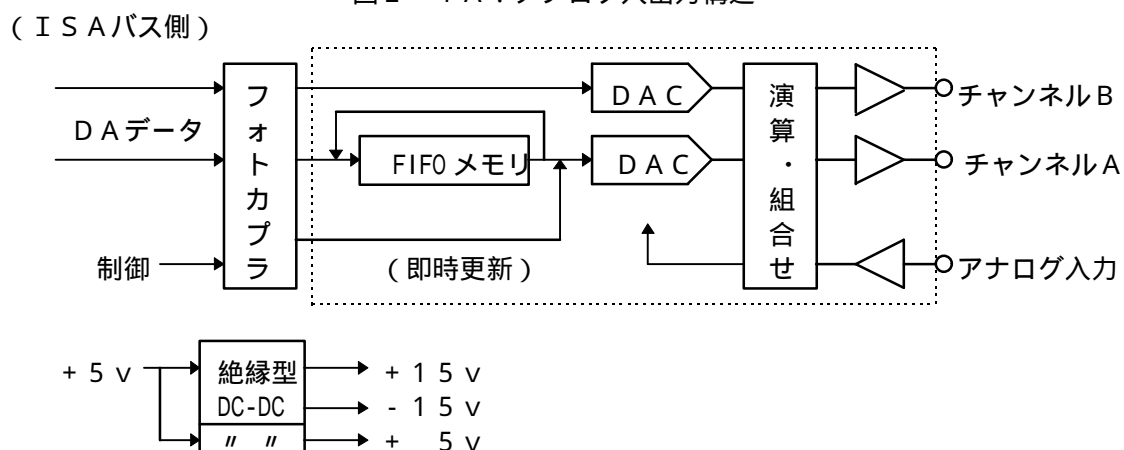 (ＩＳＡバス側)
フォトカプラ
ＤＡＣ
演算・組合せ
チャンネルＢ
ＤＡデータ
FIFO メモリ
ＤＡＣ
チャンネルＡ
制御
(即時更新)
アナログ入力
+５ｖ
絶縁型
DC-DC
+１５ｖ
-１５ｖ
〃 〃
+ ５ｖ